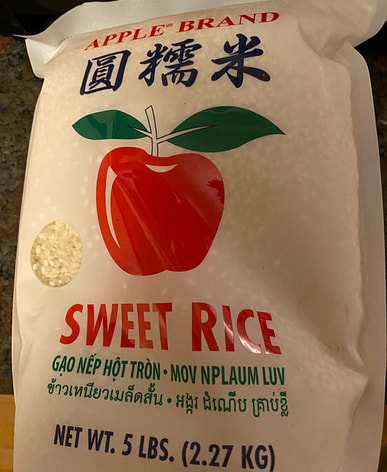 APPLE® BRAND
圓糯米
SWEET RICE
GẠO NẾP HỘT TRÒN • MOV NPLAUM LUV
ข้าวเหนียวเมล็ดสั้น • អង្ករ ដំណើប គ្រាប់ខ្លី
NET WT. 5 LBS. (2.27 KG)